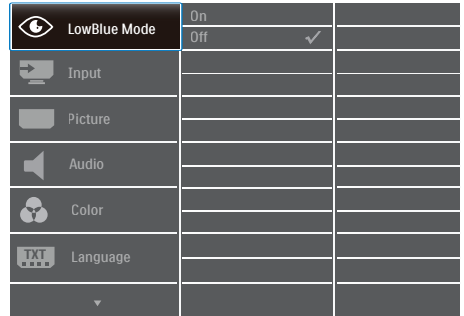 LowBlue Mode
On
Off
Input
Picture
Audio
Color
TXT
Language